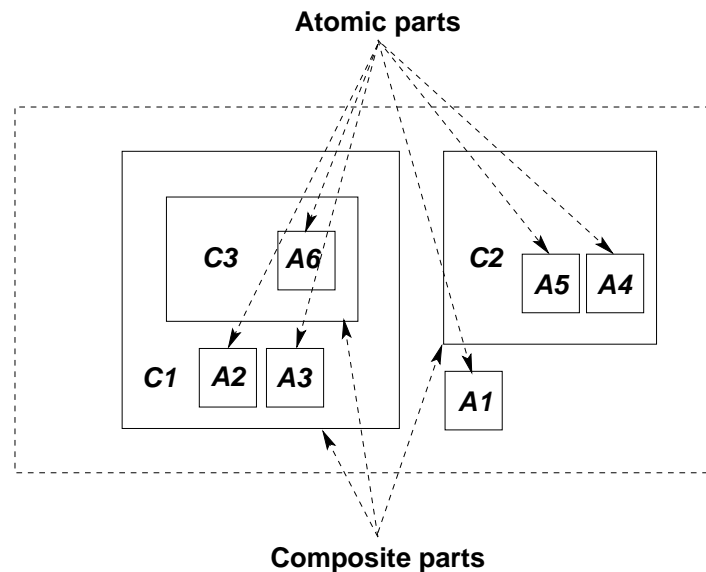 Atomic parts
C3
A6
C2
A5
A4
C1
A2
A3
A1
Composite parts